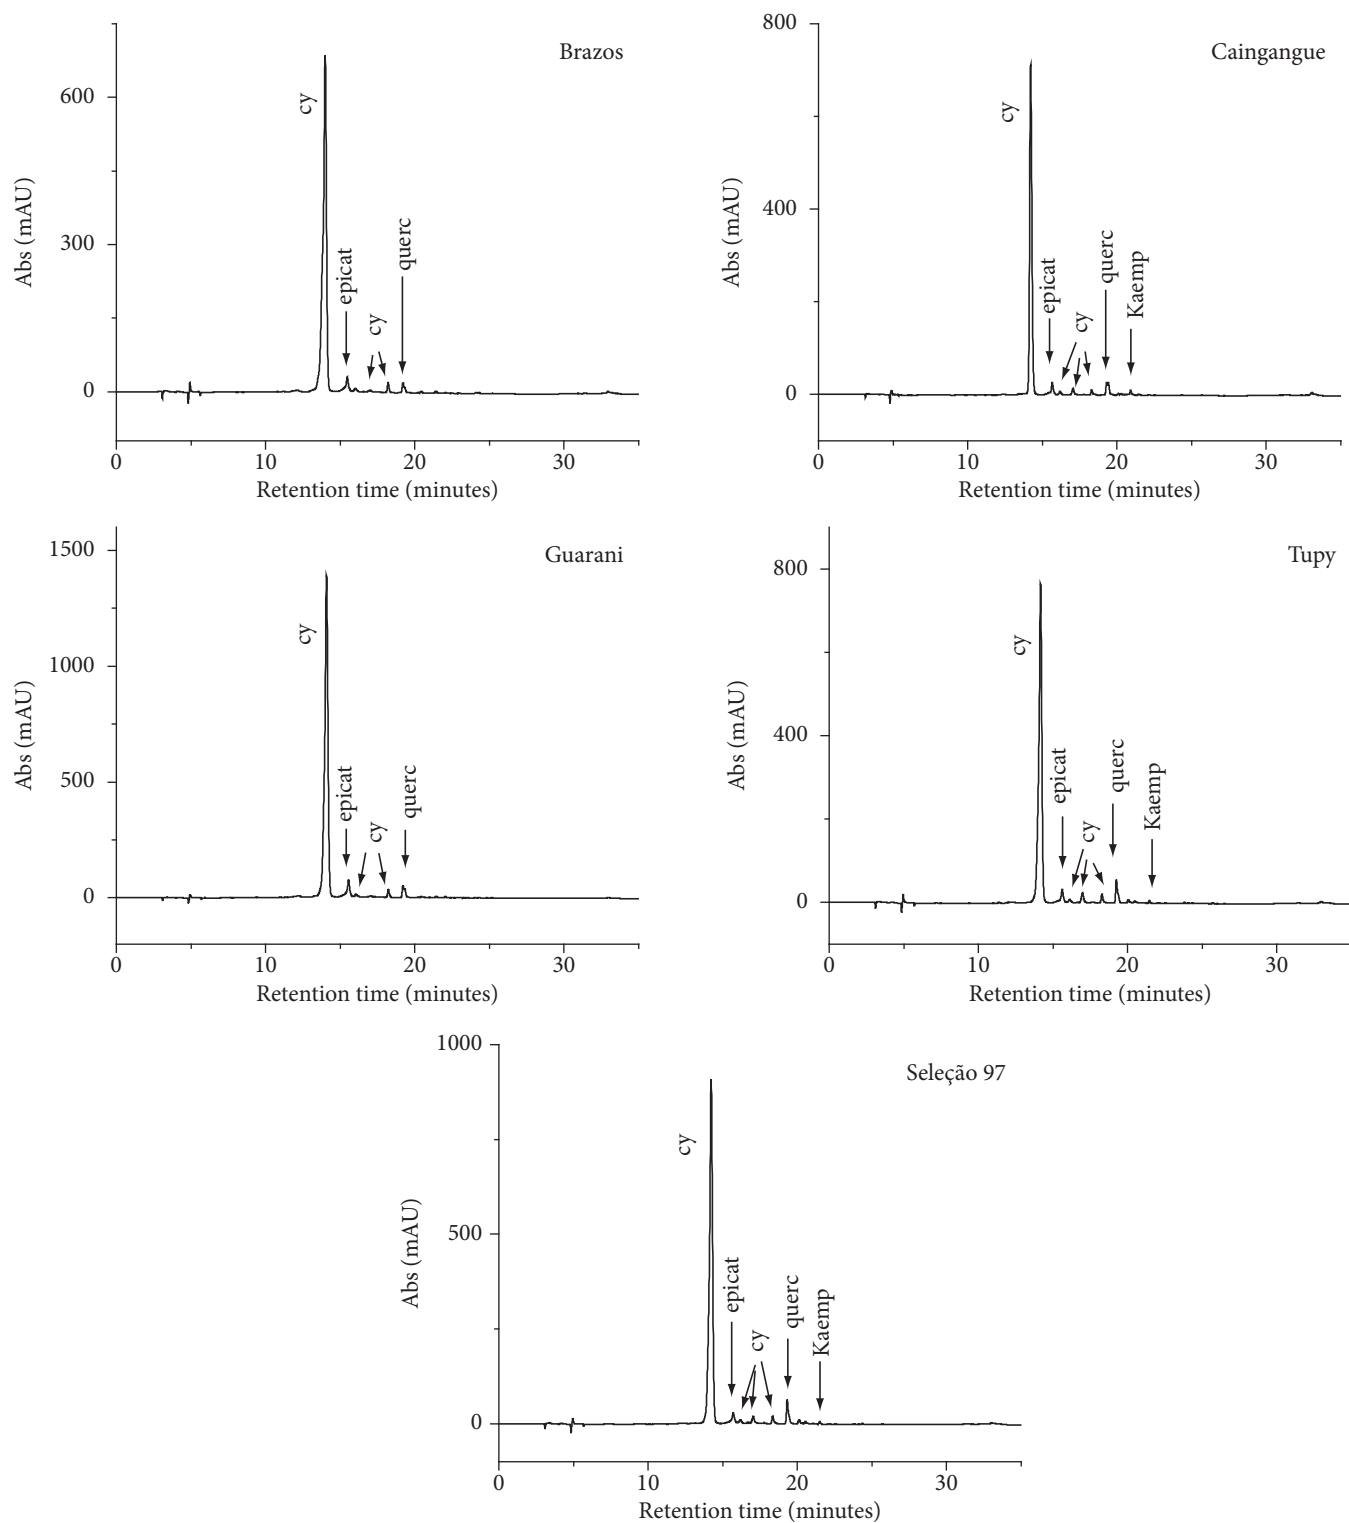 Brazos
600
300
0
Abs (mAU)
cy
epicat
cy
querc
0 10 20 30
Retention time (minutes)
Caingangue
800
400
0
Abs (mAU)
cy
epicat
cy
querc
Kaemp
0 10 20 30
Retention time (minutes)
Guarani
1500
1000
500
0
Abs (mAU)
cy
epicat
cy
querc
0 10 20 30
Retention time (minutes)
Tupy
800
400
0
Abs (mAU)
cy
epicat
cy
querc
Kaemp
0 10 20 30
Retention time (minutes)
Seleção 97
1000
500
0
Abs (mAU)
cy
epicat
cy
querc
Kaemp
0 10 20 30
Retention time (minutes)